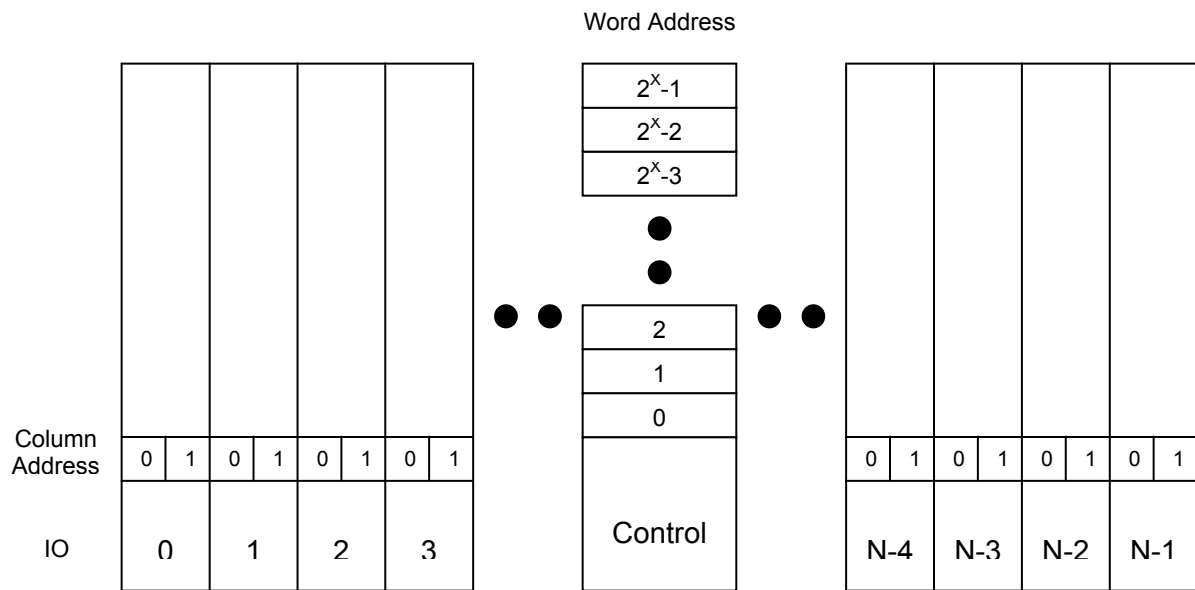 Word Address
2^X-1
2^X-2
2^X-3
2
1
0
Column
Address
0 1 0 1 0 1 0 1
0 1 0 1 0 1 0 1
IO
0 1 2 3
Control
N-4 N-3 N-2 N-1